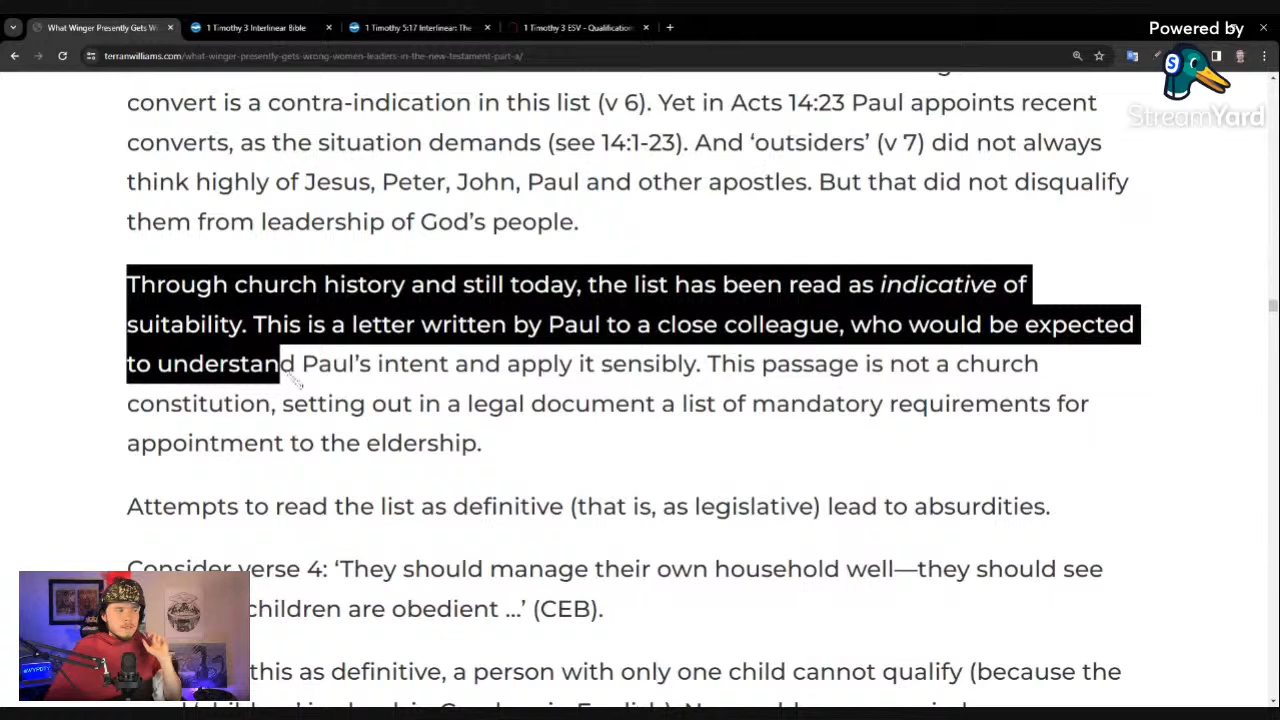 What Winger Presently Gets W
1 Timothy 3 Interlinear Bible
1 Timothy 5:17 Interlinear: The
1 Timothy 3 ESV - Qualification
Powered by
terranwilliams.com/what-winger-presently-gets-wrong-women-leaders-in-the-new-testament-part-a/
S
StreamYard
convert is a contra-indication in this list (v 6). Yet in Acts 14:23 Paul appoints recent
converts, as the situation demands (see 14:1-23). And ‘outsiders’ (v 7) did not always
think highly of Jesus, Peter, John, Paul and other apostles. But that did not disqualify
them from leadership of God’s people.
Through church history and still today, the list has been read as indicative of
suitability. This is a letter written by Paul to a close colleague, who would be expected
to understand Paul’s intent and apply it sensibly. This passage is not a church
constitution, setting out in a legal document a list of mandatory requirements for
appointment to the eldership.
Attempts to read the list as definitive (that is, as legislative) lead to absurdities.
Consider verse 4: ‘They should manage their own household well—they should see
children are obedient …’ (CEB).
this as definitive, a person with only one child cannot qualify (because the
#WYPDTY